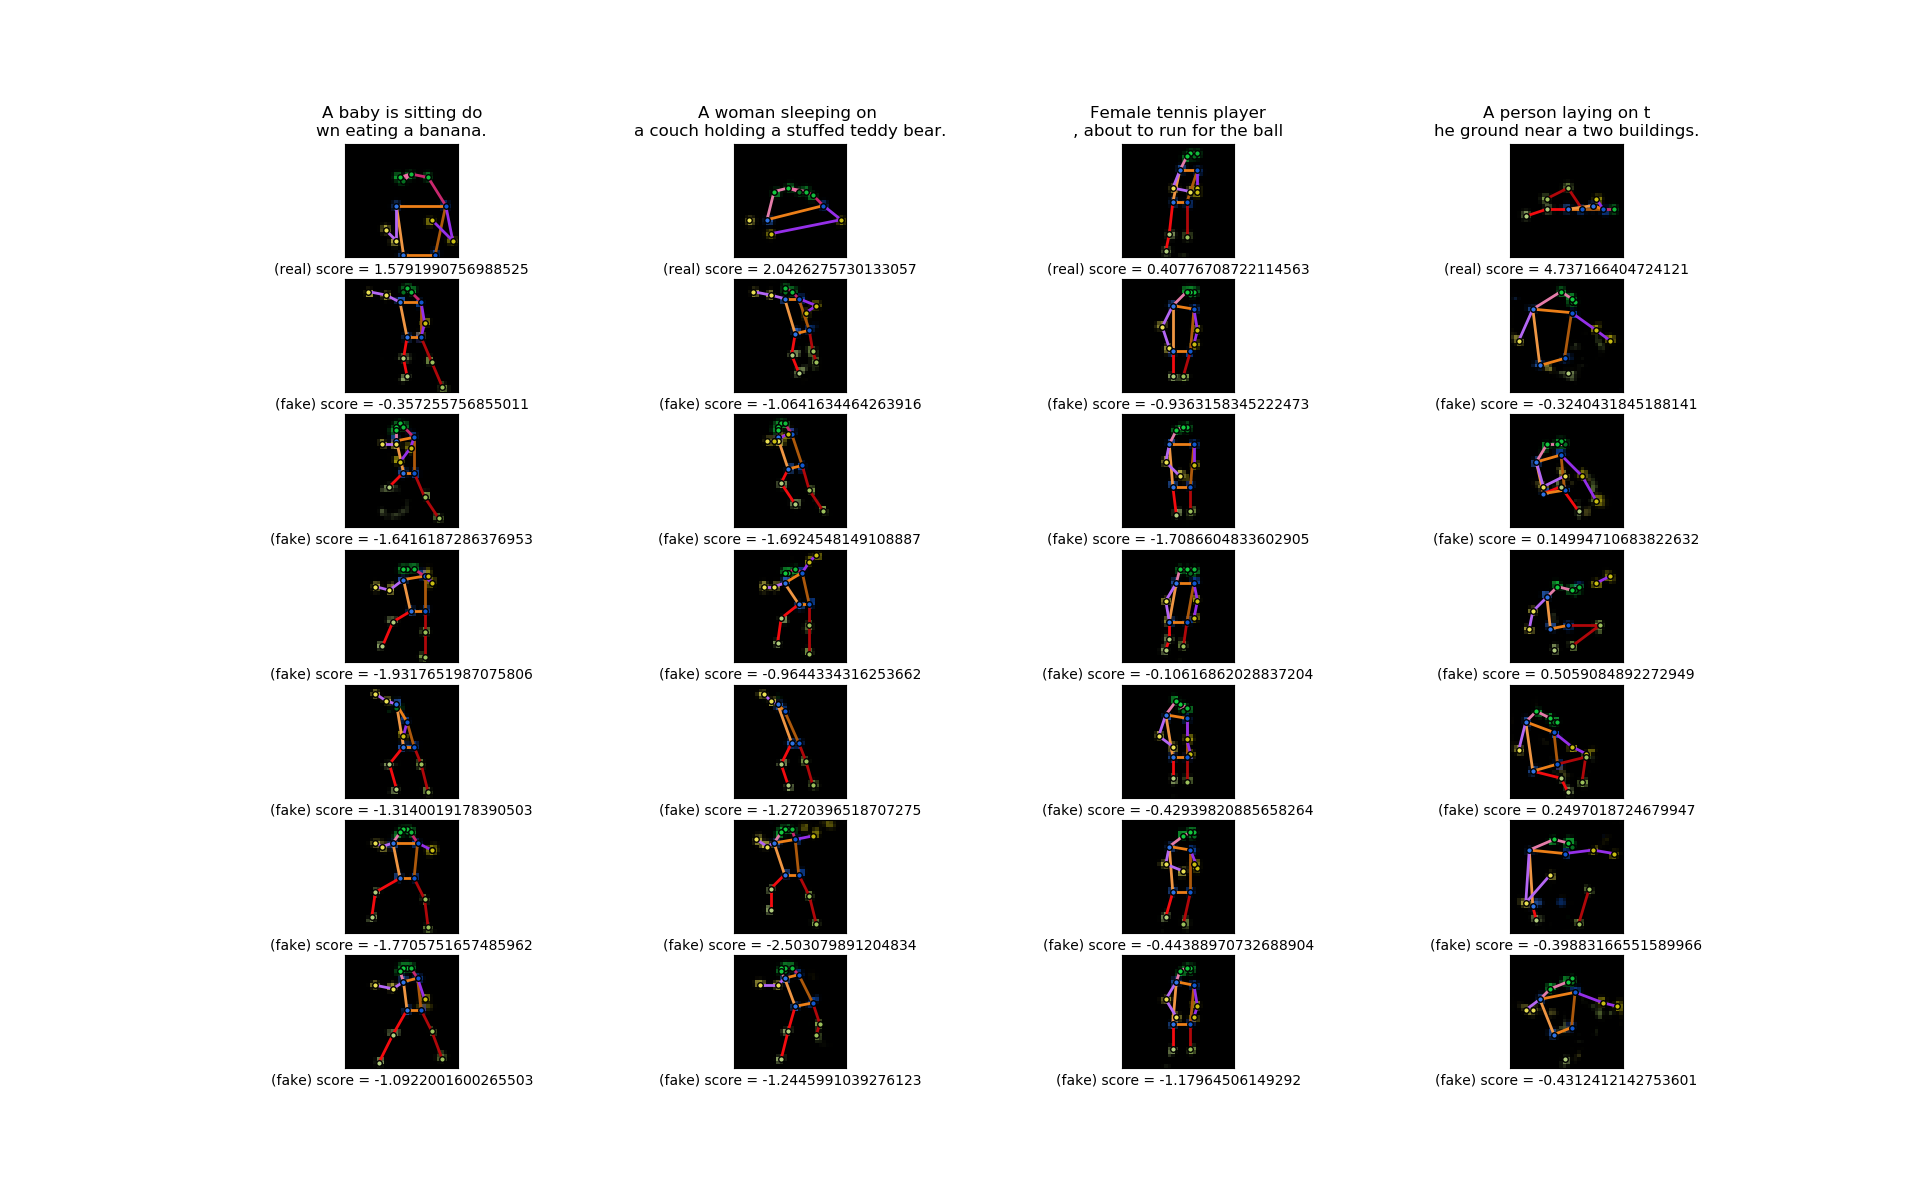 A baby is sitting do
wn eating a banana.
A woman sleeping on
a couch holding a stuffed teddy bear.
Female tennis player
, about to run for the ball
A person laying on t
he ground near a two buildings.
(real) score = 1.5791990756988525
(real) score = 2.0426275730133057
(real) score = 0.40776708722114563
(real) score = 4.737166404724121
(fake) score = -0.357255756855011
(fake) score = -1.0641634464263916
(fake) score = -0.9363158345222473
(fake) score = -0.3240431845188141
(fake) score = -1.6416187286376953
(fake) score = -1.6924548149108887
(fake) score = -1.7086604833602905
(fake) score = 0.14994710683822632
(fake) score = -1.9317651987075806
(fake) score = -0.9644334316253662
(fake) score = -0.10616862028837204
(fake) score = 0.5059084892272949
(fake) score = -1.3140019178390503
(fake) score = -1.2720396518707275
(fake) score = -0.42939820885658264
(fake) score = 0.2497018724679947
(fake) score = -1.7705751657485962
(fake) score = -2.503079891204834
(fake) score = -0.44388970732688904
(fake) score = -0.39883166551589966
(fake) score = -1.0922001600265503
(fake) score = -1.2445991039276123
(fake) score = -1.17964506149292
(fake) score = -0.4312412142753601